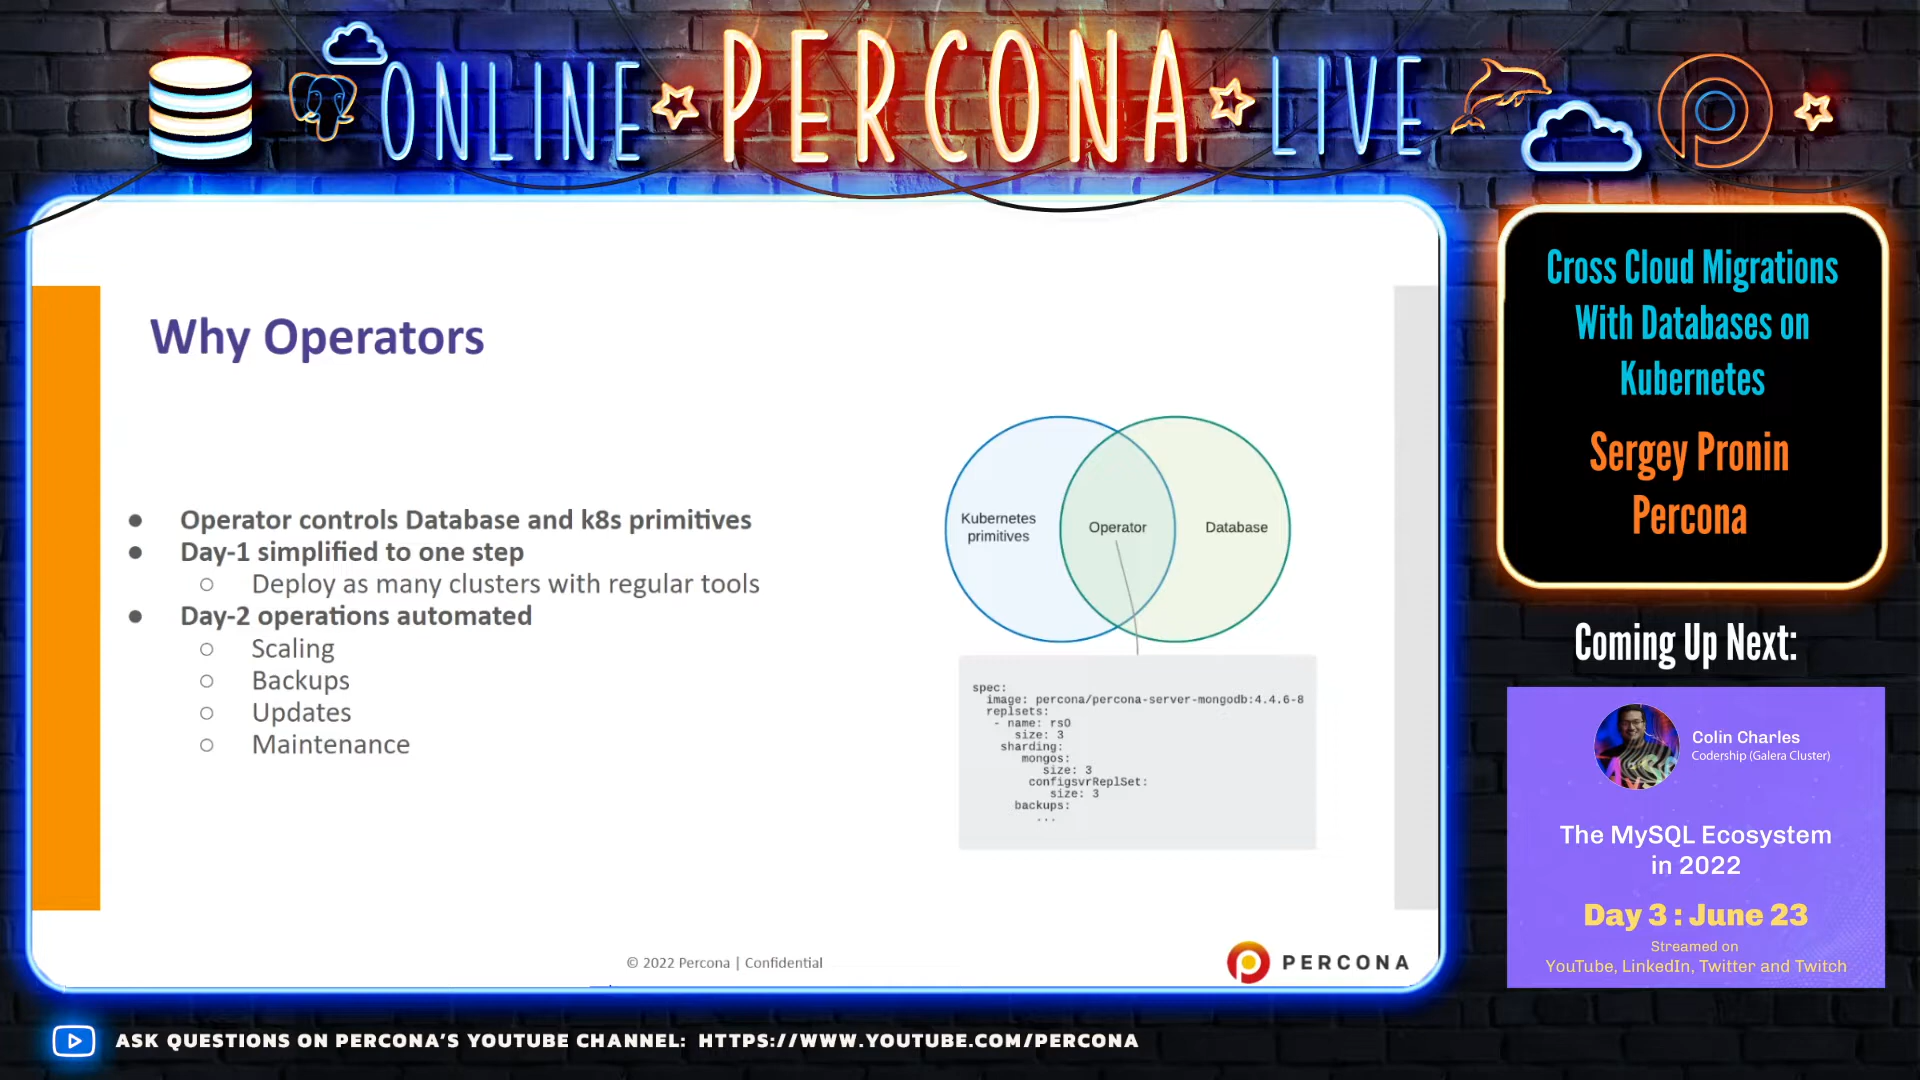 ONLINE PERCONA LIVE
Why Operators
● Operator controls Database and k8s primitives
● Day-1 simplified to one step
○ Deploy as many clusters with regular tools
● Day-2 operations automated
○ Scaling
○ Backups
○ Updates
○ Maintenance
Kubernetes
primitives
Operator
Database
spec:
image: percona/percona-server-mongodb:4.4.6-8
replsets:
- name: rs0
size: 3
sharding:
mongos:
size: 3
configsvrReplSet:
size: 3
backups:
...
© 2022 Percona | Confidential
PERCONA
Cross Cloud Migrations
With Databases on
Kubernetes
Sergey Pronin
Percona
Coming Up Next:
Colin Charles
Codership (Galera Cluster)
The MySQL Ecosystem
in 2022
Day 3 : June 23
Streamed on
YouTube, LinkedIn, Twitter and Twitch
ASK QUESTIONS ON PERCONA'S YOUTUBE CHANNEL: HTTPS://WWW.YOUTUBE.COM/PERCONA